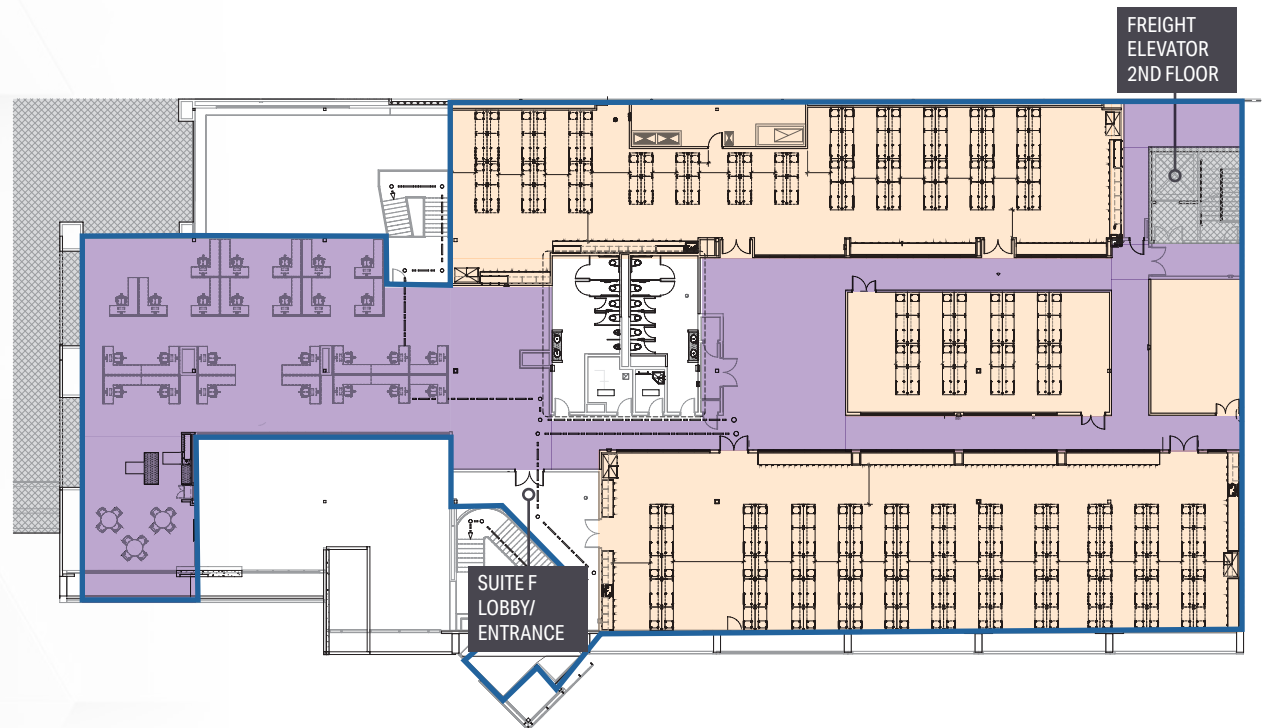 FREIGHT
ELEVATOR
2ND FLOOR
SUITE F
LOBBY/
ENTRANCE